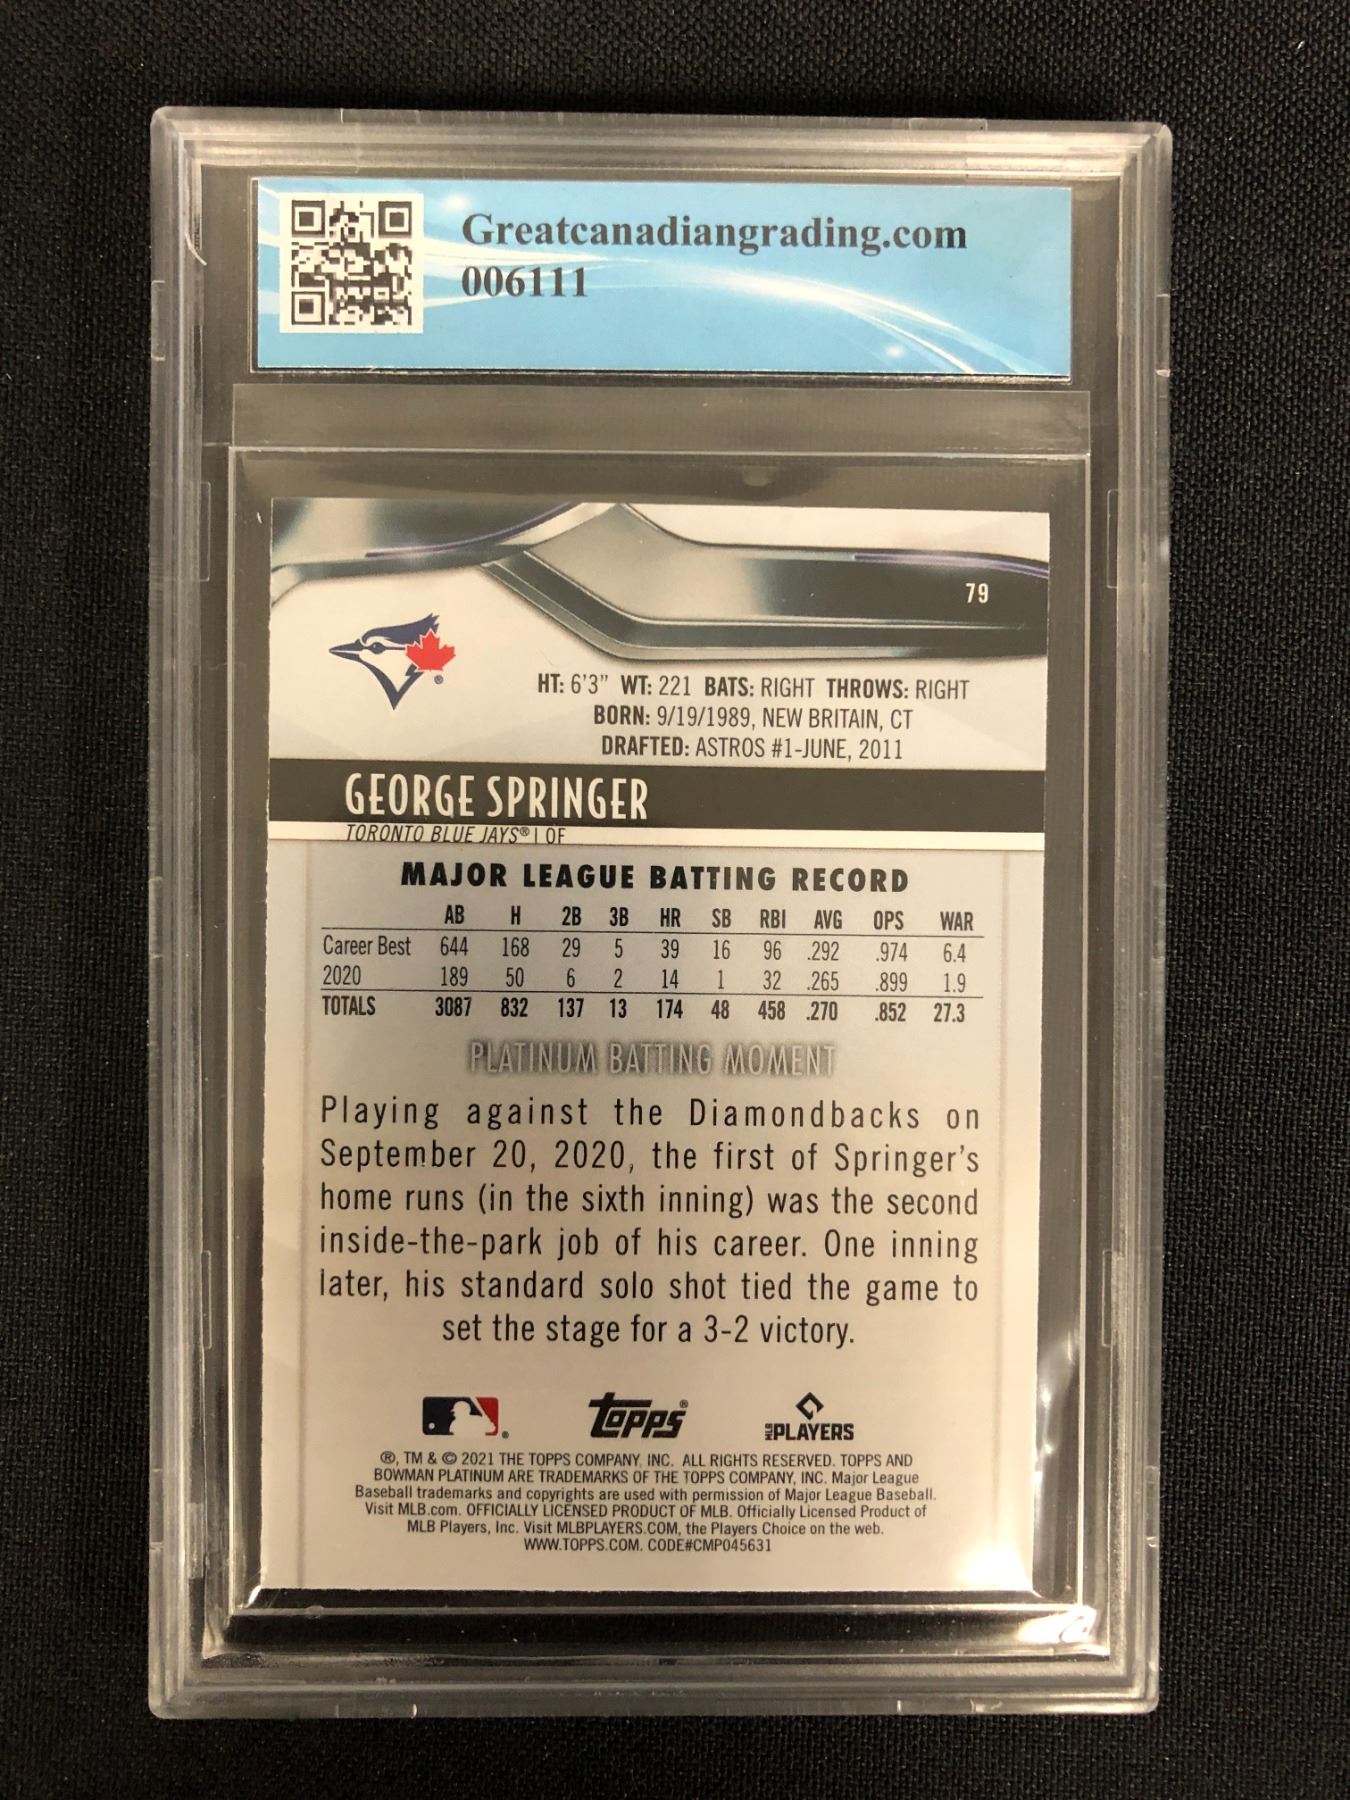 Greatcanadiangrading.com
006111
79
HT: 6'3" WT: 221 BATS: RIGHT THROWS: RIGHT
BORN: 9/19/1989, NEW BRITAIN, CT
DRAFTED: ASTROS #1-JUNE, 2011
GEORGE SPRINGER
TORONTO BLUE JAYS® | OF
MAJOR LEAGUE BATTING RECORD
AB H 2B 3B HR SB RBI AVG OPS WAR
Career Best 644 168 29 5 39 16 96 .292 .974 6.4
2020 189 50 6 2 14 1 32 .265 .899 1.9
TOTALS 3087 832 137 13 174 48 458 .270 .852 27.3
PLATINUM BATTING MOMENT
Playing against the Diamondbacks on
September 20, 2020, the first of Springer's
home runs (in the sixth inning) was the second
inside-the-park job of his career. One inning
later, his standard solo shot tied the game to
set the stage for a 3-2 victory.
topps® MLB PLAYERS
®, TM & © 2021 THE TOPPS COMPANY, INC. ALL RIGHTS RESERVED. TOPPS AND
BOWMAN PLATINUM ARE TRADEMARKS OF THE TOPPS COMPANY, INC. Major League
Baseball trademarks and copyrights are used with permission of Major League Baseball.
Visit MLB.com. OFFICIALLY LICENSED PRODUCT OF MLB. Officially Licensed Product of
MLB Players, Inc. Visit MLBPLAYERS.COM, the Players Choice on the web.
WWW.TOPPS.COM. CODE#CMP045631